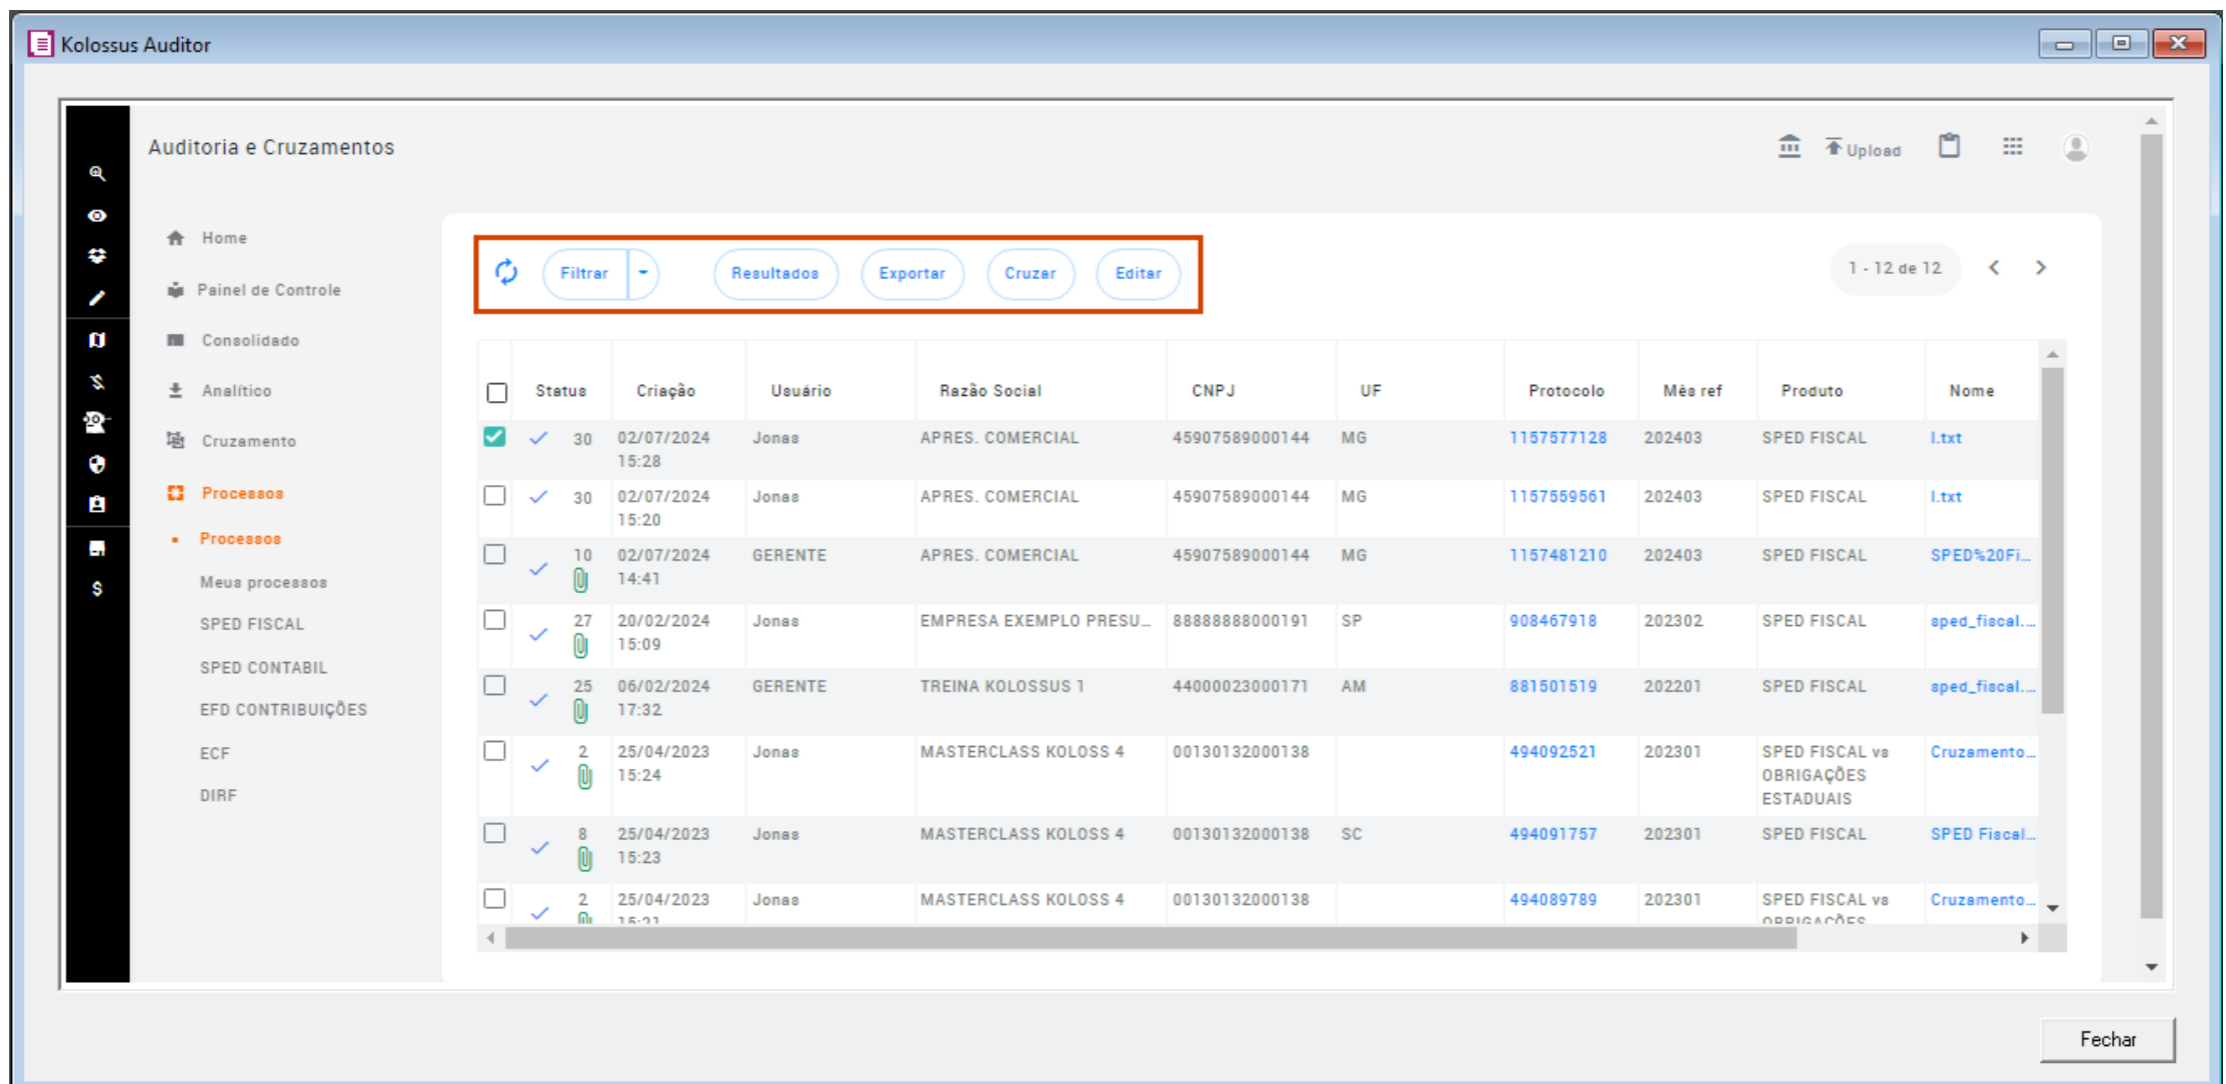 Kolossus Auditor
Auditoria e Cruzamentos
Upload
Home
Painel de Controle
Consolidado
Analítico
Cruzamento
Processos
Processos
Meus processos
SPED FISCAL
SPED CONTABIL
EFD CONTRIBUIÇÕES
ECF
DIRF
Filtrar Resultados Exportar Cruzar Editar
1 - 12 de 12
Status Criação Usuário Razão Social CNPJ UF Protocolo Mês ref Produto Nome
30 02/07/2024 Jonas APRES. COMERCIAL 45907589000144 MG 1157577128 202403 SPED FISCAL I.txt
15:28
30 02/07/2024 Jonas APRES. COMERCIAL 45907589000144 MG 1157559561 202403 SPED FISCAL I.txt
15:20
10 02/07/2024 GERENTE APRES. COMERCIAL 45907589000144 MG 1157481210 202403 SPED FISCAL SPED%20Fi...
14:41
27 20/02/2024 Jonas EMPRESA EXEMPLO PRESU... 88888888000191 SP 908467918 202302 SPED FISCAL sped_fiscal....
15:09
25 06/02/2024 GERENTE TREINA KOLOSSUS 1 44000023000171 AM 881501519 202201 SPED FISCAL sped_fiscal....
17:32
2 25/04/2023 Jonas MASTERCLASS KOLOSS 4 00130132000138 494092521 202301 SPED FISCAL vs Cruzamento...
15:24 OBRIGAÇÕES
ESTADUAIS
8 25/04/2023 Jonas MASTERCLASS KOLOSS 4 00130132000138 SC 494091757 202301 SPED FISCAL SPED Fiscal...
15:23
2 25/04/2023 Jonas MASTERCLASS KOLOSS 4 00130132000138 494089789 202301 SPED FISCAL vs Cruzamento...
15:21 OBRIGAÇÕES
Fechar